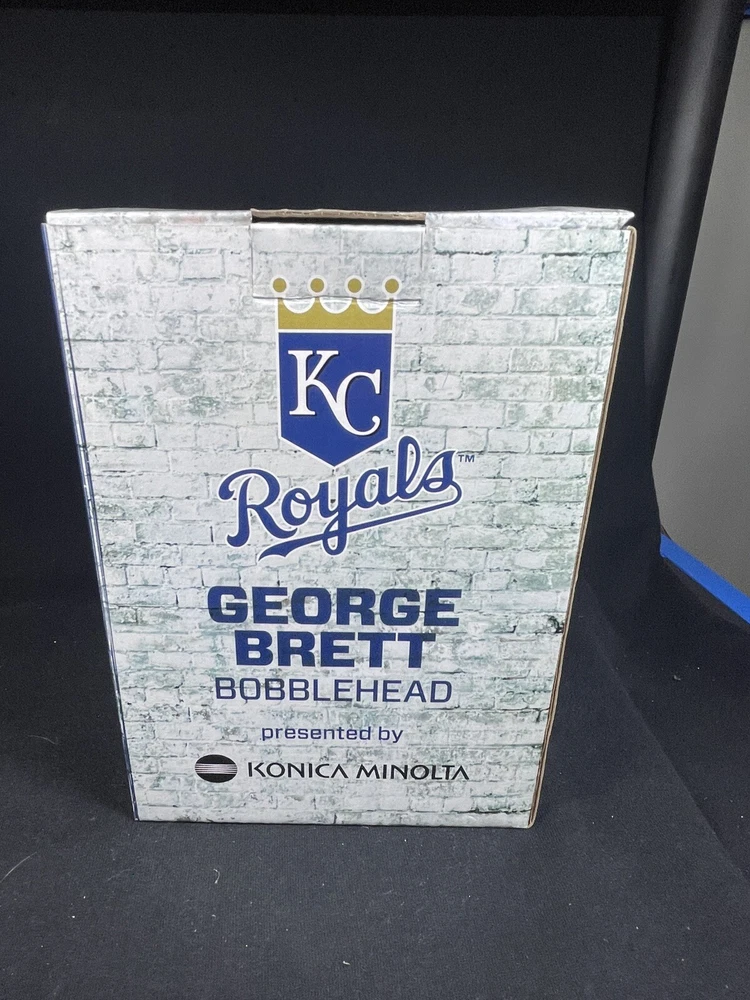 KC
Royals™
GEORGE
BRETT
BOBBLEHEAD
presented by
KONICA MINOLTA